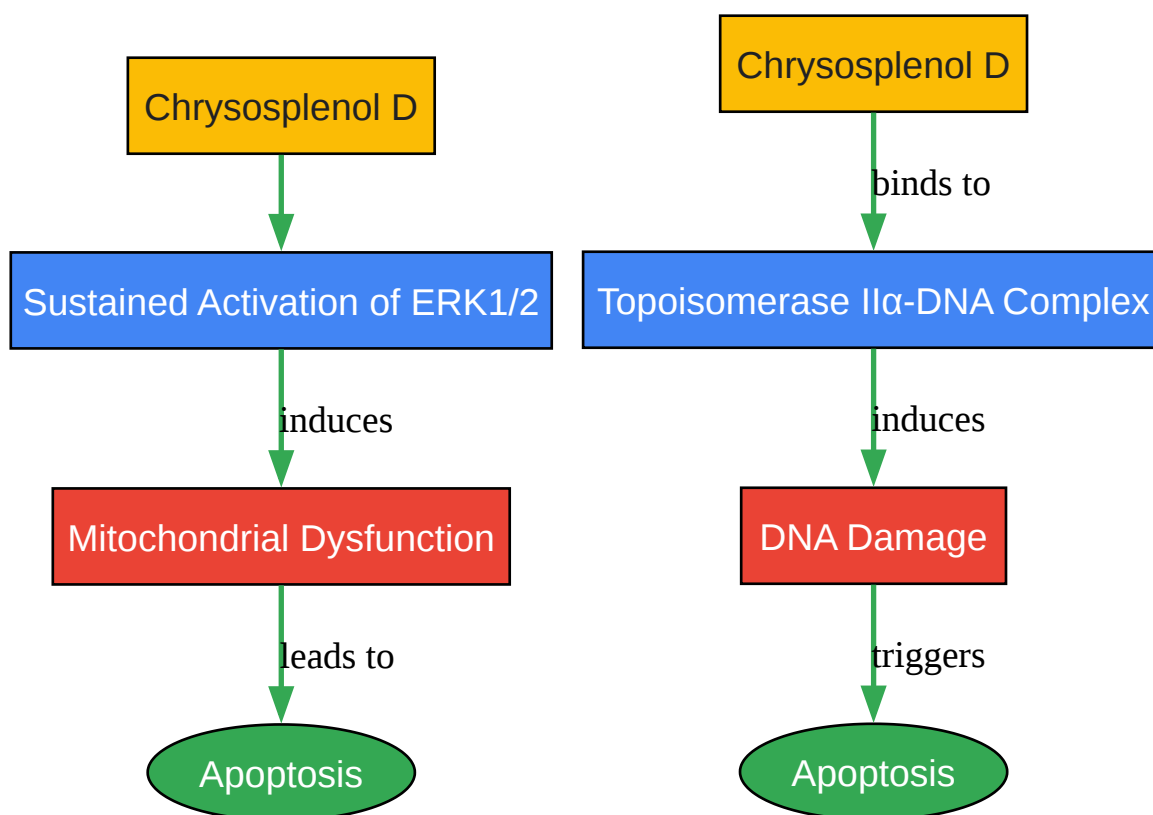 Chrysosplenol D
Sustained Activation of ERK1/2
induces
Mitochondrial Dysfunction
leads to
Apoptosis
Chrysosplenol D
binds to
Topoisomerase IIα-DNA Complex
induces
DNA Damage
triggers
Apoptosis